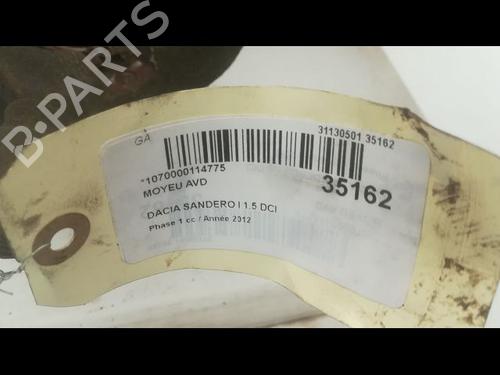 B-PARTS
GA
31130501 35162
*1070000114775
35162
MOYEU AVD
DACIA SANDERO I 1.5 DCI
Phase 1 cc / Année 2012